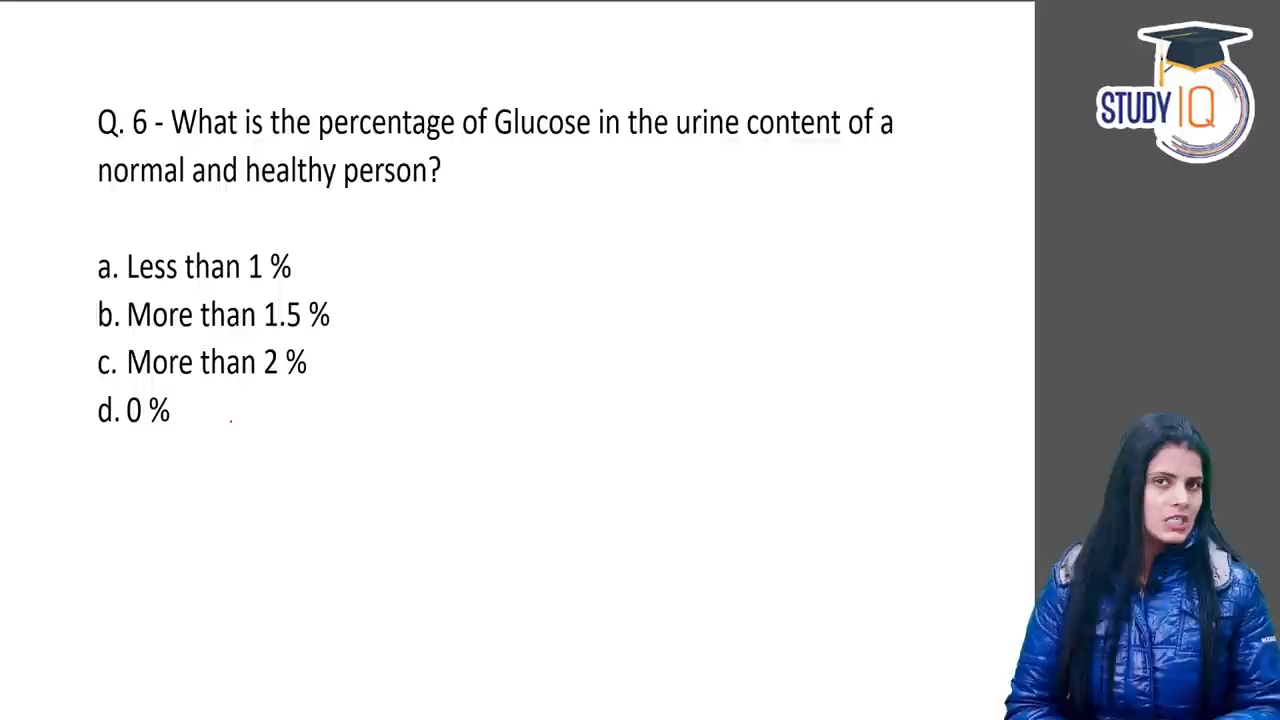 Q. 6 - What is the percentage of Glucose in the urine content of a
normal and healthy person?
a. Less than 1 %
b. More than 1.5 %
c. More than 2 %
d. 0 %
STUDY IQ